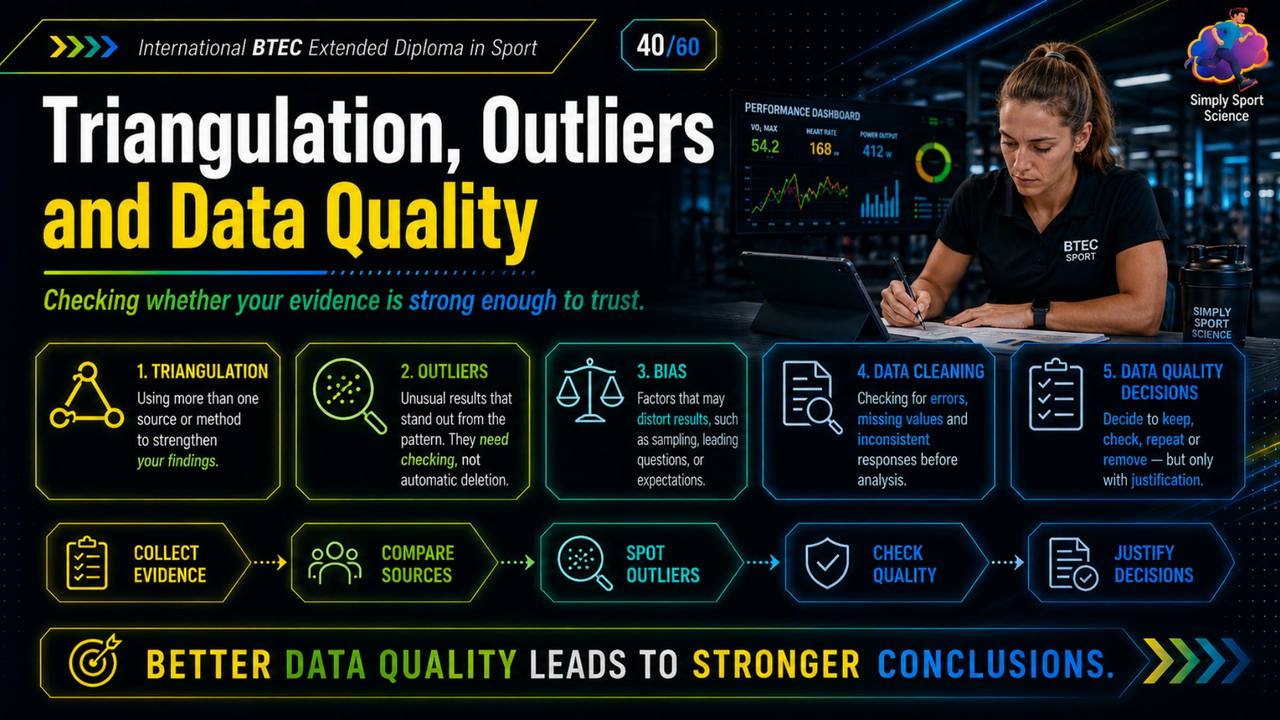 International BTEC Extended Diploma in Sport
40/60
Simply Sport
Science
Triangulation, Outliers
and Data Quality
Checking whether your evidence is strong enough to trust.
PERFORMANCE DASHBOARD
VO₂ MAX
54.2
HEART RATE
168
POWER OUTPUT
412 w
BTEC
SPORT
SIMPLY
SPORT
SCIENCE
1. TRIANGULATION
Using more than one
source or method
to strengthen
your findings.
2. OUTLIERS
Unusual results that
stand out from the
pattern. They need
checking, not
automatic deletion.
3. BIAS
Factors that may
distort results, such
as sampling, leading
questions, or
expectations.
4. DATA CLEANING
Checking for errors,
missing values and
inconsistent
responses before
analysis.
5. DATA QUALITY
DECISIONS
Decide to keep,
check, repeat or
remove — but only
with justification.
COLLECT
EVIDENCE
COMPARE
SOURCES
SPOT
OUTLIERS
CHECK
QUALITY
JUSTIFY
DECISIONS
BETTER DATA QUALITY LEADS TO STRONGER CONCLUSIONS.